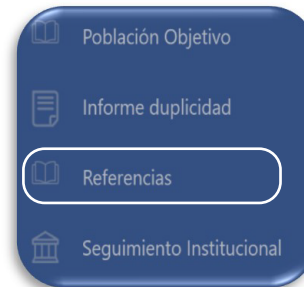 Población Objetivo
Informe duplicidad
Referencias
Seguimiento Institucional